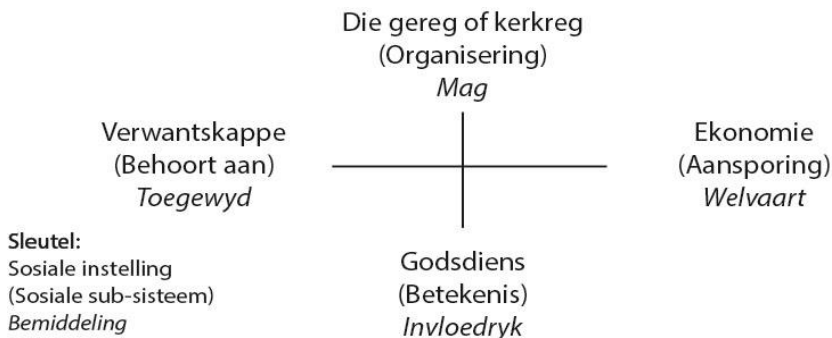 Die gereg of kerkreg
(Organisering)
Mag
Verwantskappe
(Behoort aan)
Toegewyd
Ekonomie
(Aansporing)
Welvaart
Sleutel:
Sosiale instelling
(Sosiale sub-sisteem)
Bemiddeling
Godsdiens
(Betekenis)
Invloedryk